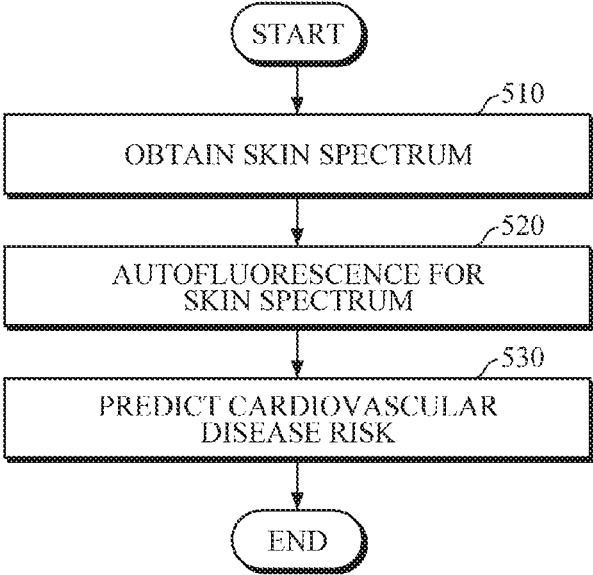 START
510
OBTAIN SKIN SPECTRUM
520
AUTOFLUORESCENCE FOR
SKIN SPECTRUM
530
PREDICT CARDIOVASCULAR
DISEASE RISK
END